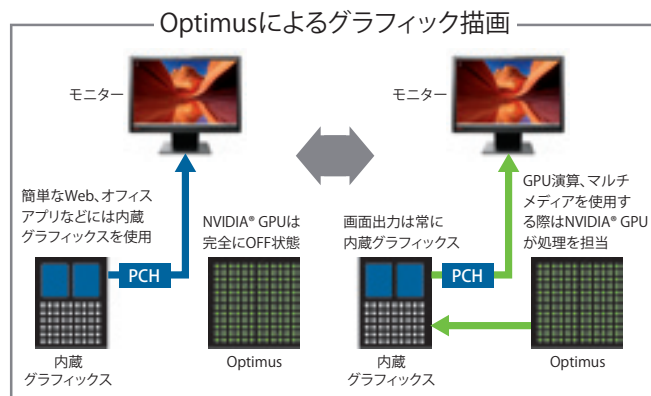 Optimusによるグラフィック描画
モニター
簡単なWeb、オフィス
アプリなどには内蔵
グラフィックスを使用
NVIDIA® GPUは
完全にOFF状態
PCH
内蔵
グラフィックス
Optimus
モニター
画面出力は常に
内蔵グラフィックス
GPU演算、マルチ
メディアを使用す
る際はNVIDIA® GPU
が処理を担当
PCH
内蔵
グラフィックス
Optimus